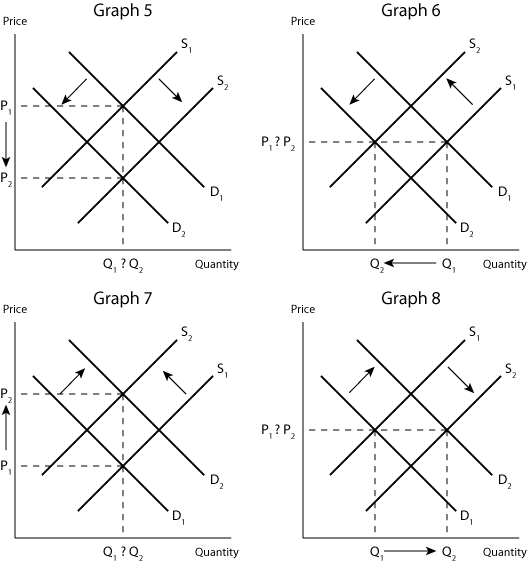 Graph 5
Price
S1
S2
P1
P2
D1
D2
Q1 ? Q2
Quantity
Graph 6
Price
S2
S1
P1 ? P2
D1
D2
Q2
Q1
Quantity
Graph 7
Price
S2
S1
P2
P1
D2
D1
Q1 ? Q2
Quantity
Graph 8
Price
S1
S2
P1 ? P2
D2
D1
Q1
Q2
Quantity